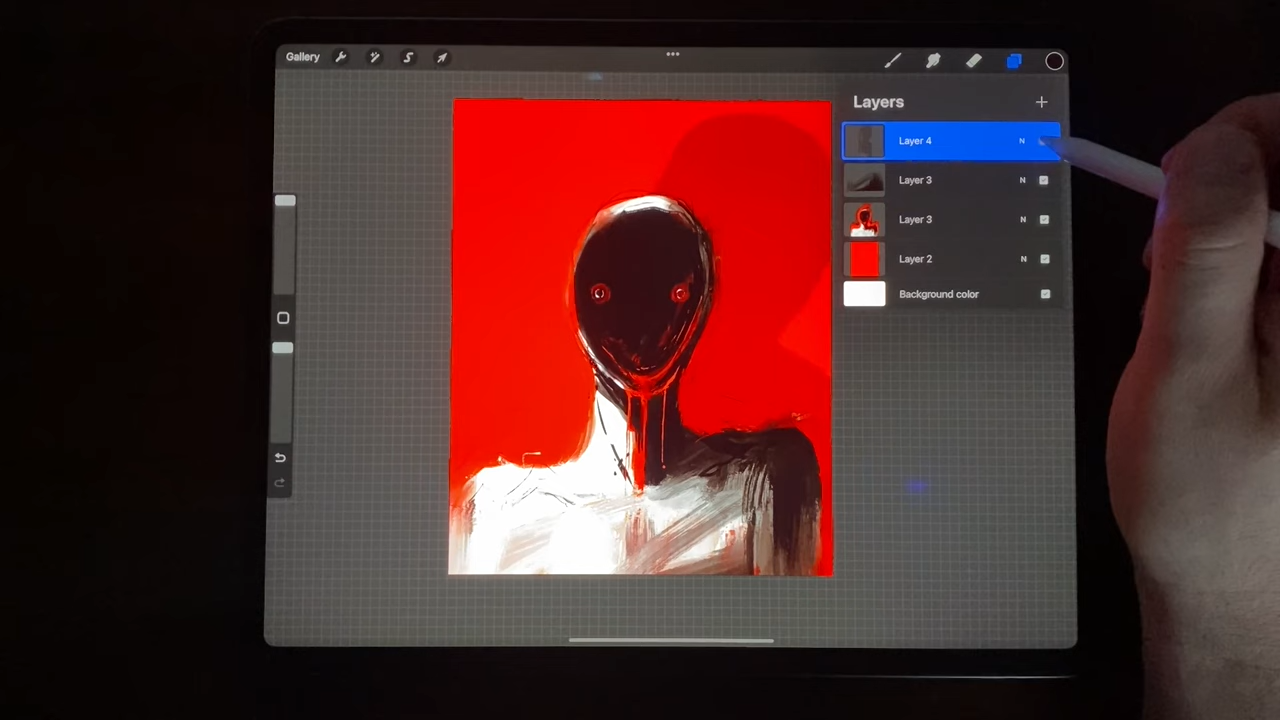 Gallery
Layers
Layer 4 N
Layer 3 N
Layer 3 N
Layer 2 N
Background color